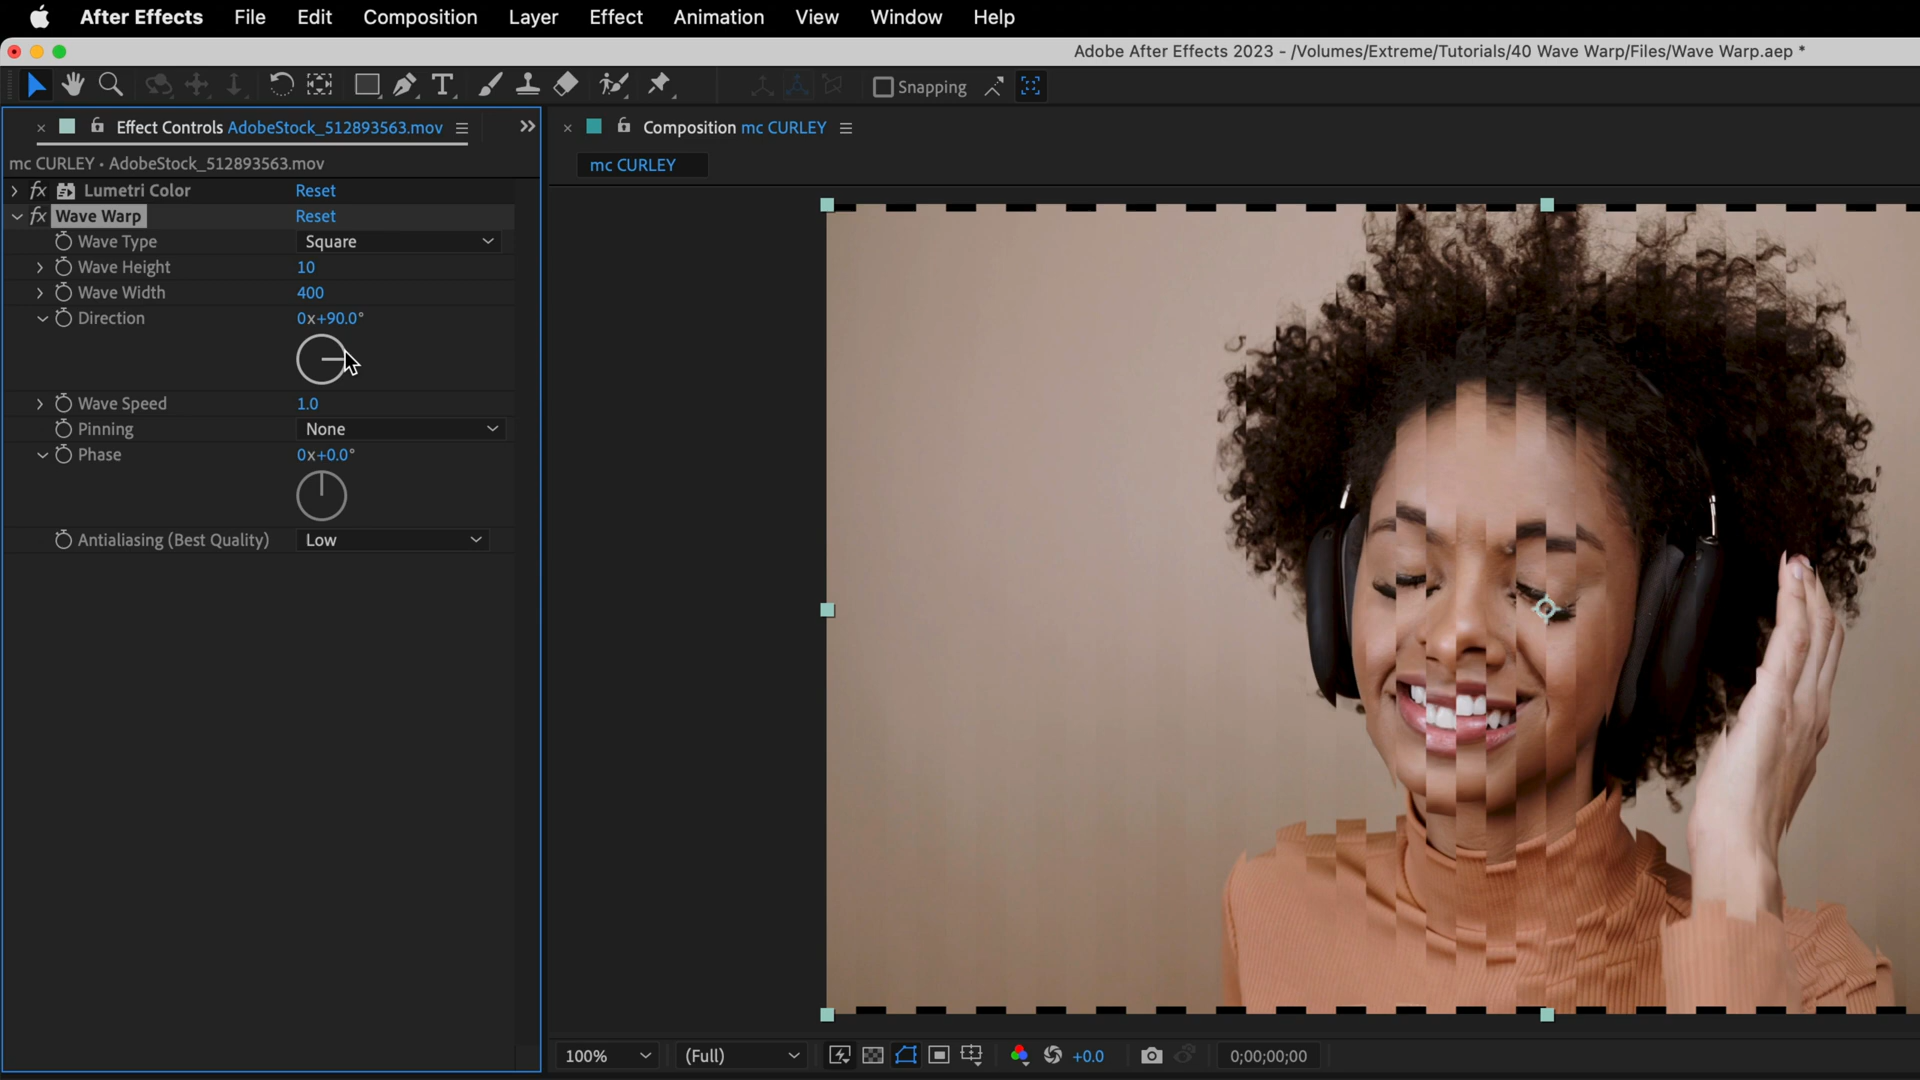 After Effects File Edit Composition Layer Effect Animation View Window Help
Adobe After Effects 2023 - /Volumes/Extreme/Tutorials/40 Wave Warp/Files/Wave Warp.aep *
T Snapping
Effect Controls AdobeStock_512893563.mov
Composition mc CURLEY
mc CURLEY • AdobeStock_512893563.mov
mc CURLEY
fx Lumetri Color Reset
fx Wave Warp Reset
Wave Type Square
Wave Height 10
Wave Width 400
Direction 0x+90.0°
Wave Speed 1.0
Pinning None
Phase 0x+0.0°
Antialiasing (Best Quality) Low
100% (Full) +0.0 0;00;00;00